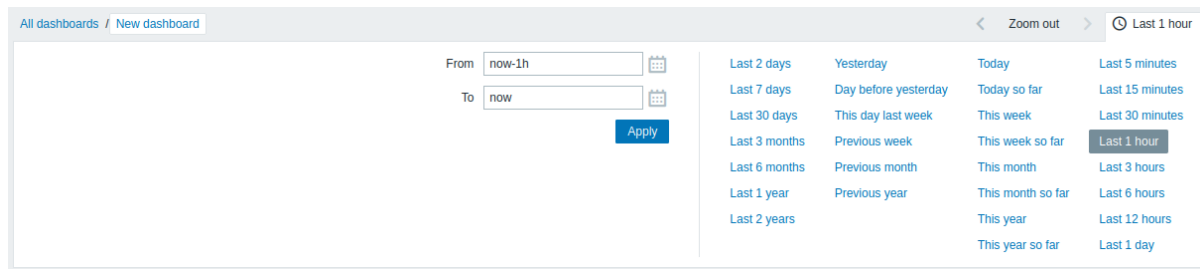 All dashboards / New dashboard
Zoom out
Last 1 hour
From now-1h
To now
Apply
Last 2 days Yesterday Today Last 5 minutes
Last 7 days Day before yesterday Today so far Last 15 minutes
Last 30 days This day last week This week Last 30 minutes
Last 3 months Previous week This week so far Last 1 hour
Last 6 months Previous month This month Last 3 hours
Last 1 year Previous year This month so far Last 6 hours
Last 2 years This year Last 12 hours
This year so far Last 1 day